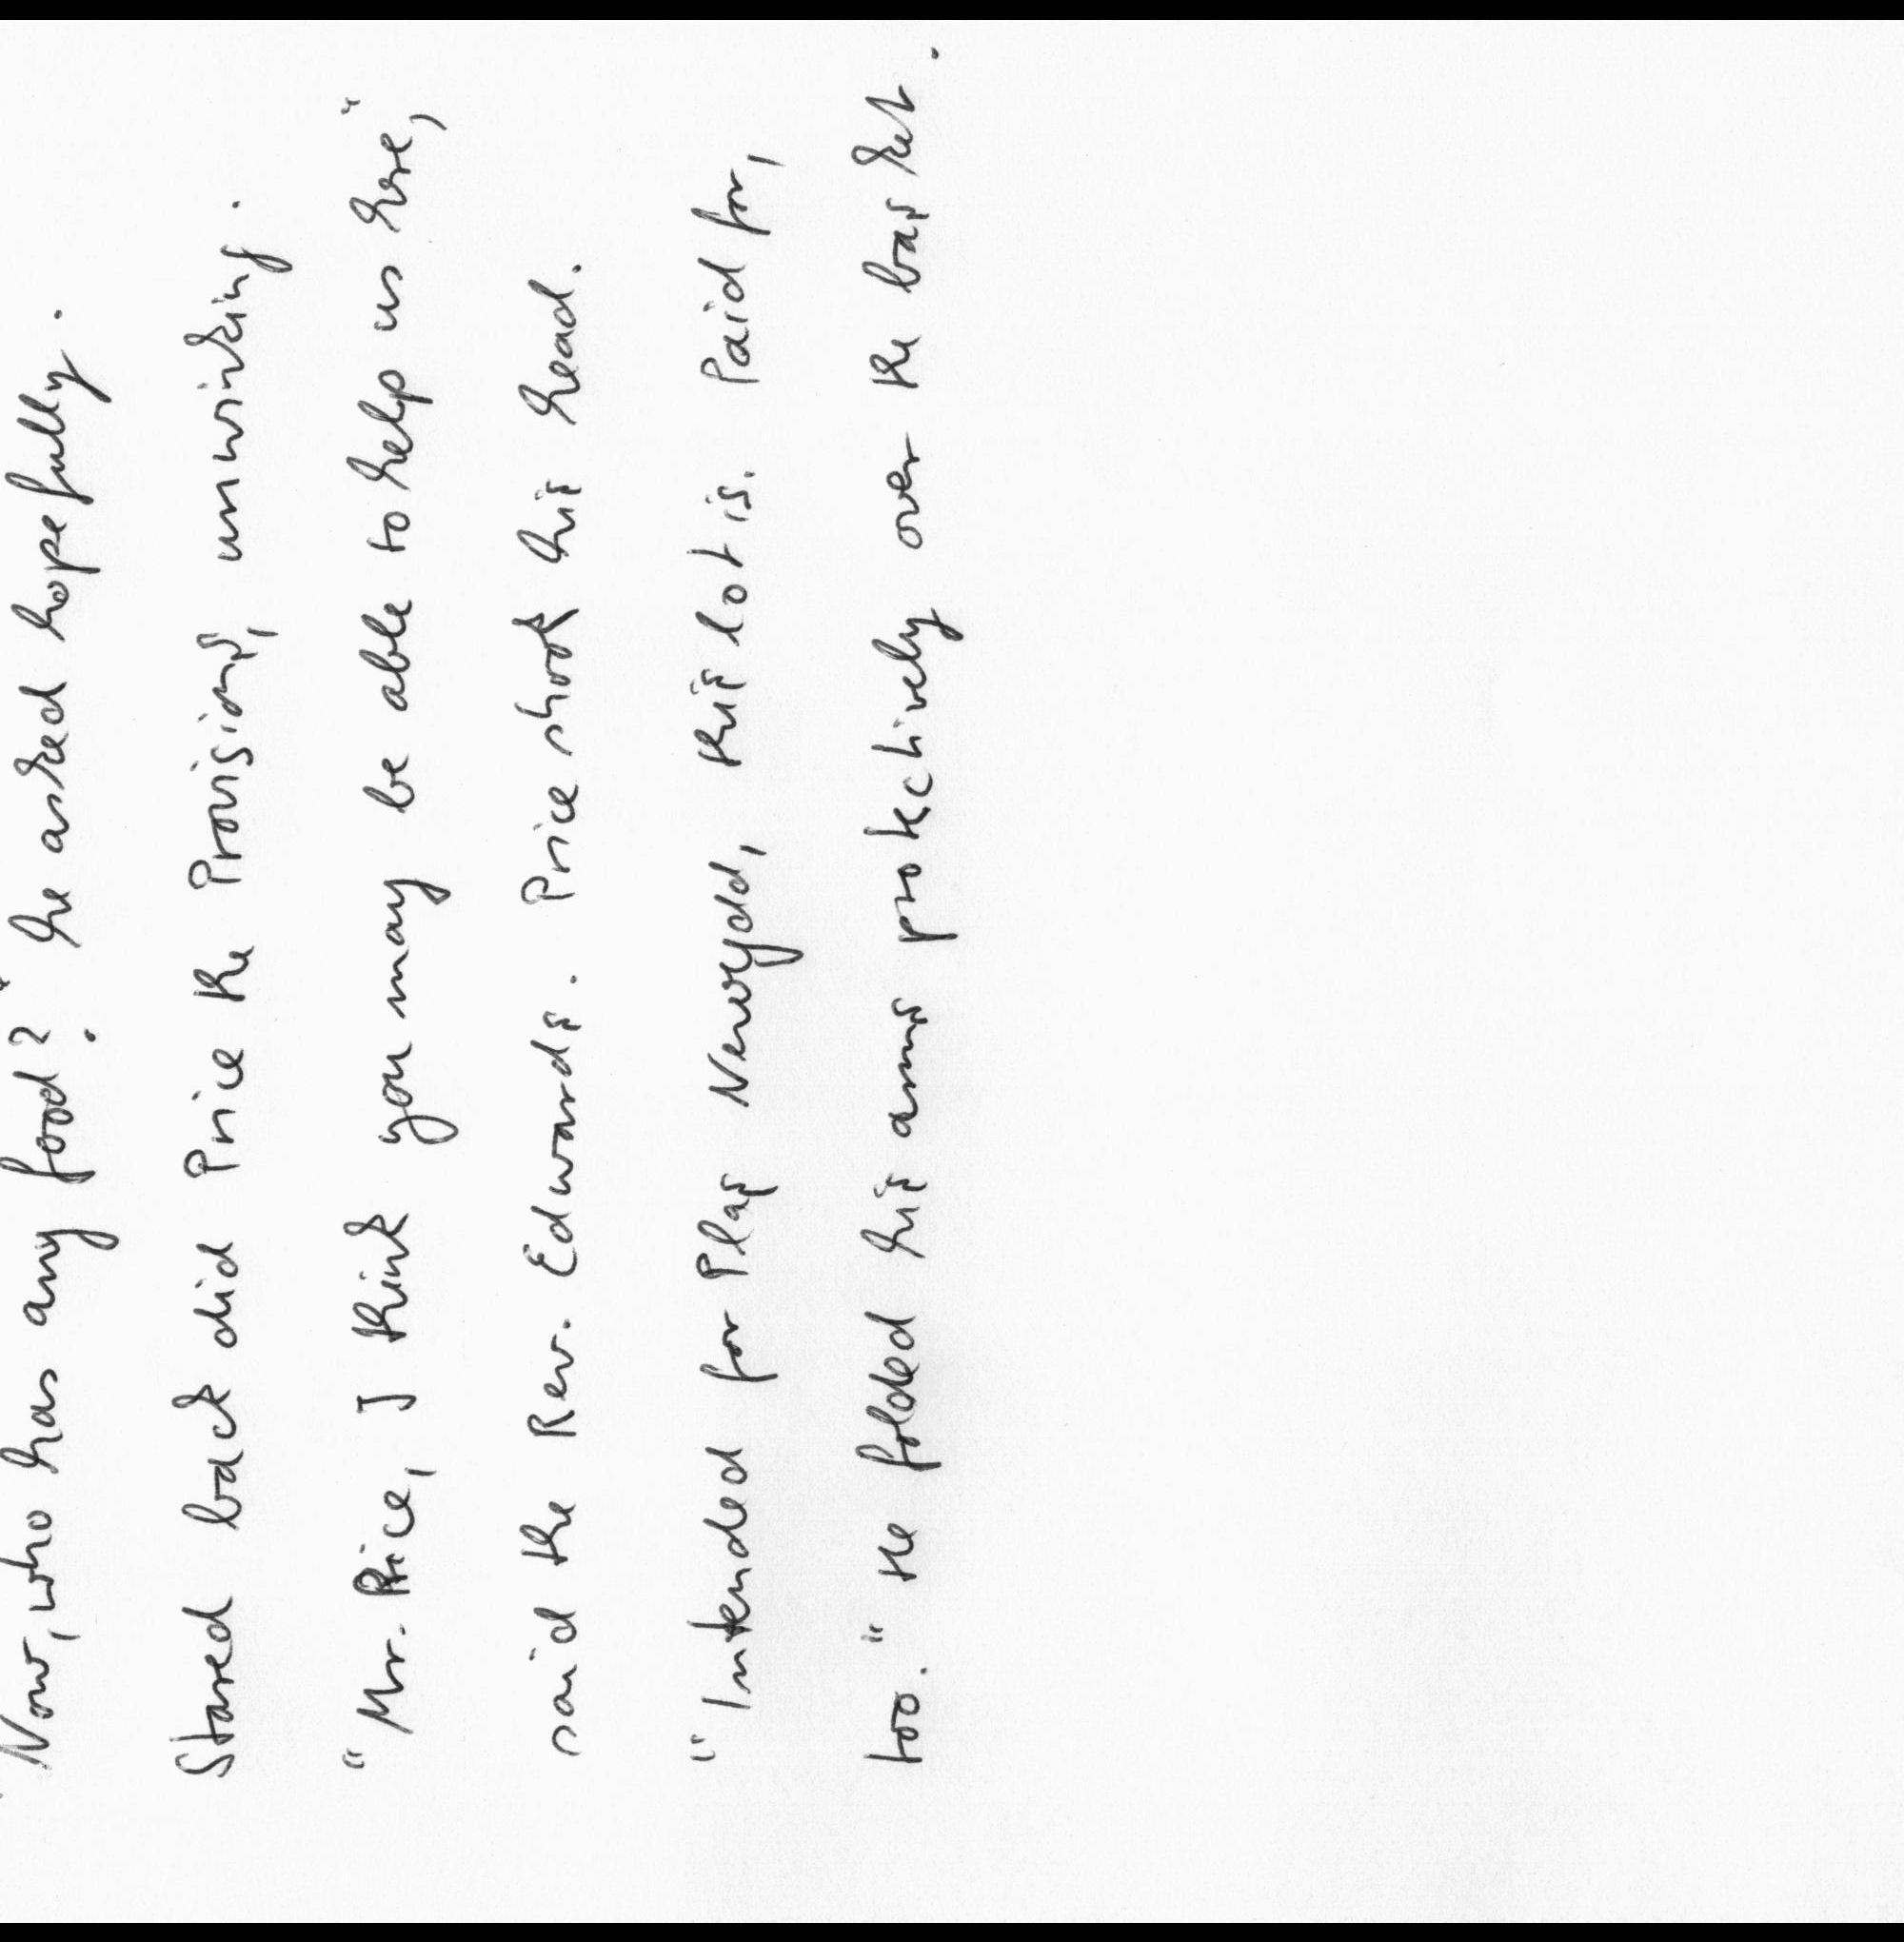 "Now, who has any food?" he asked hopefully.
Stared back did Price the Provisions, unwinking.
"Mr. Price, I think you may be able to help us here,"
said the Rev. Edwards. Price shook his head.
"Intended for Plas Newydd, this lot is. Paid for,
too." He folded his arms protectively over the basket.